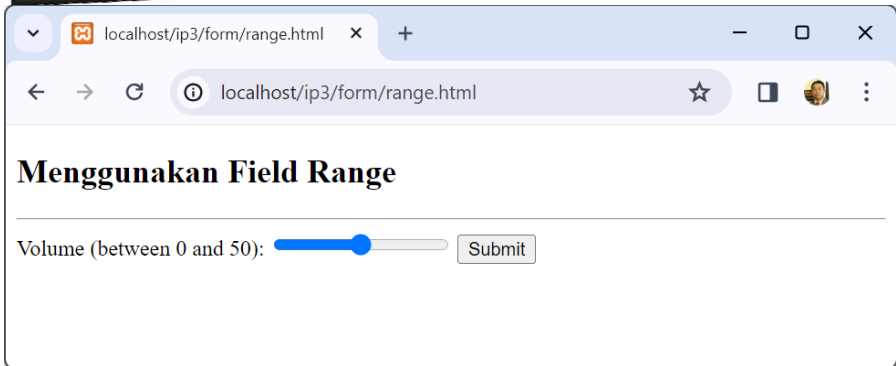 localhost/ip3/form/range.html
localhost/ip3/form/range.html
Menggunakan Field Range
Volume (between 0 and 50): Submit